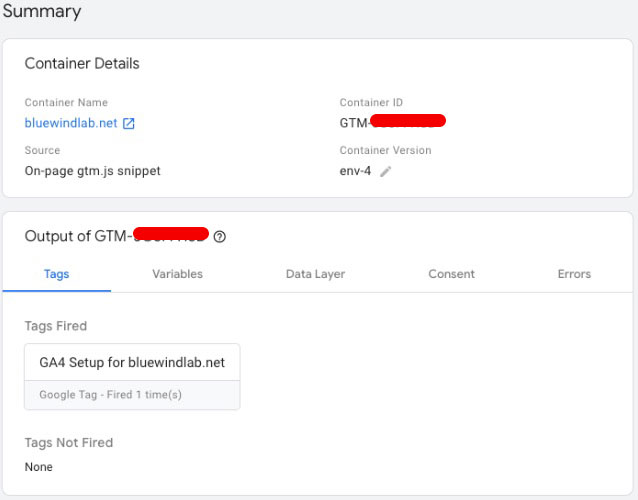 Summary
Container Details
Container Name
bluewindlab.net
Container ID
GTM-
Source
On-page gtm.js snippet
Container Version
env-4
Output of GTM-
Tags Variables Data Layer Consent Errors
Tags Fired
GA4 Setup for bluewindlab.net
Google Tag - Fired 1 time(s)
Tags Not Fired
None